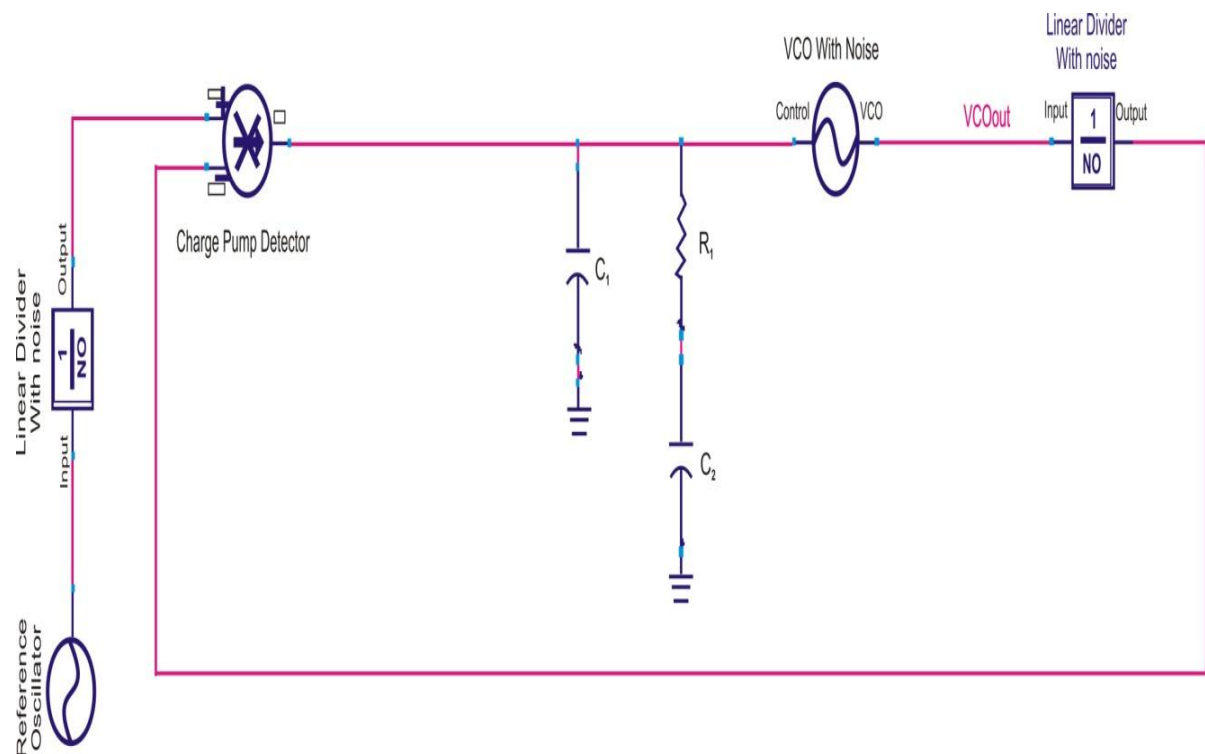 Linear Divider
With noise
VCO With Noise
Control
VCO
VCOout
Input
1
NO
Output
Charge Pump Detector
R1
C1
C2
Output
Linear Divider
With noise
1
NO
Input
Reference
Oscillator